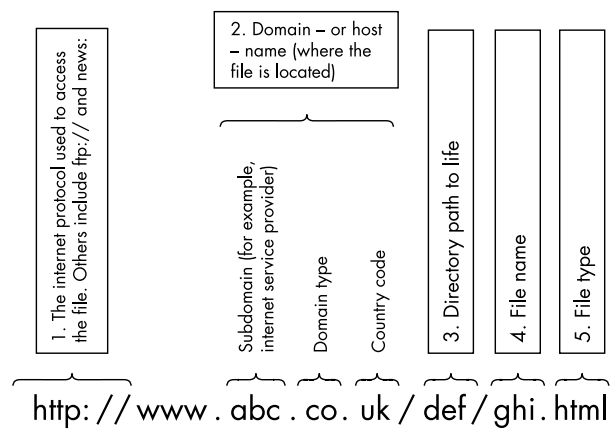 1. The internet protocol used to access
the file. Others include ftp:// and news:
2. Domain – or host
– name (where the
file is located)
Subdomain (for example,
internet service provider)
Domain type
Country code
3. Directory path to life
4. File name
5. File type
http://www.abc.co.uk/def/ghi.html